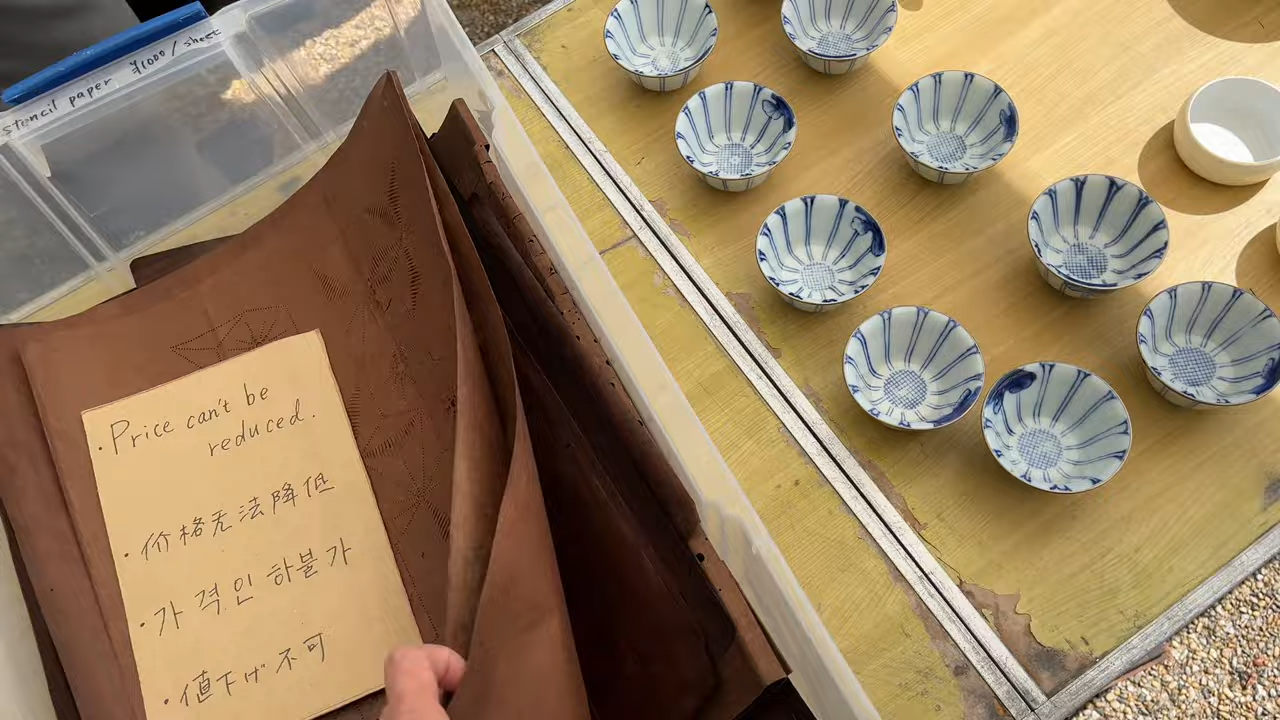 stencil paper ¥1000/sheet
・Price can't be
reduced.
・价格无法降低
・가격인하불가
・値下げ不可